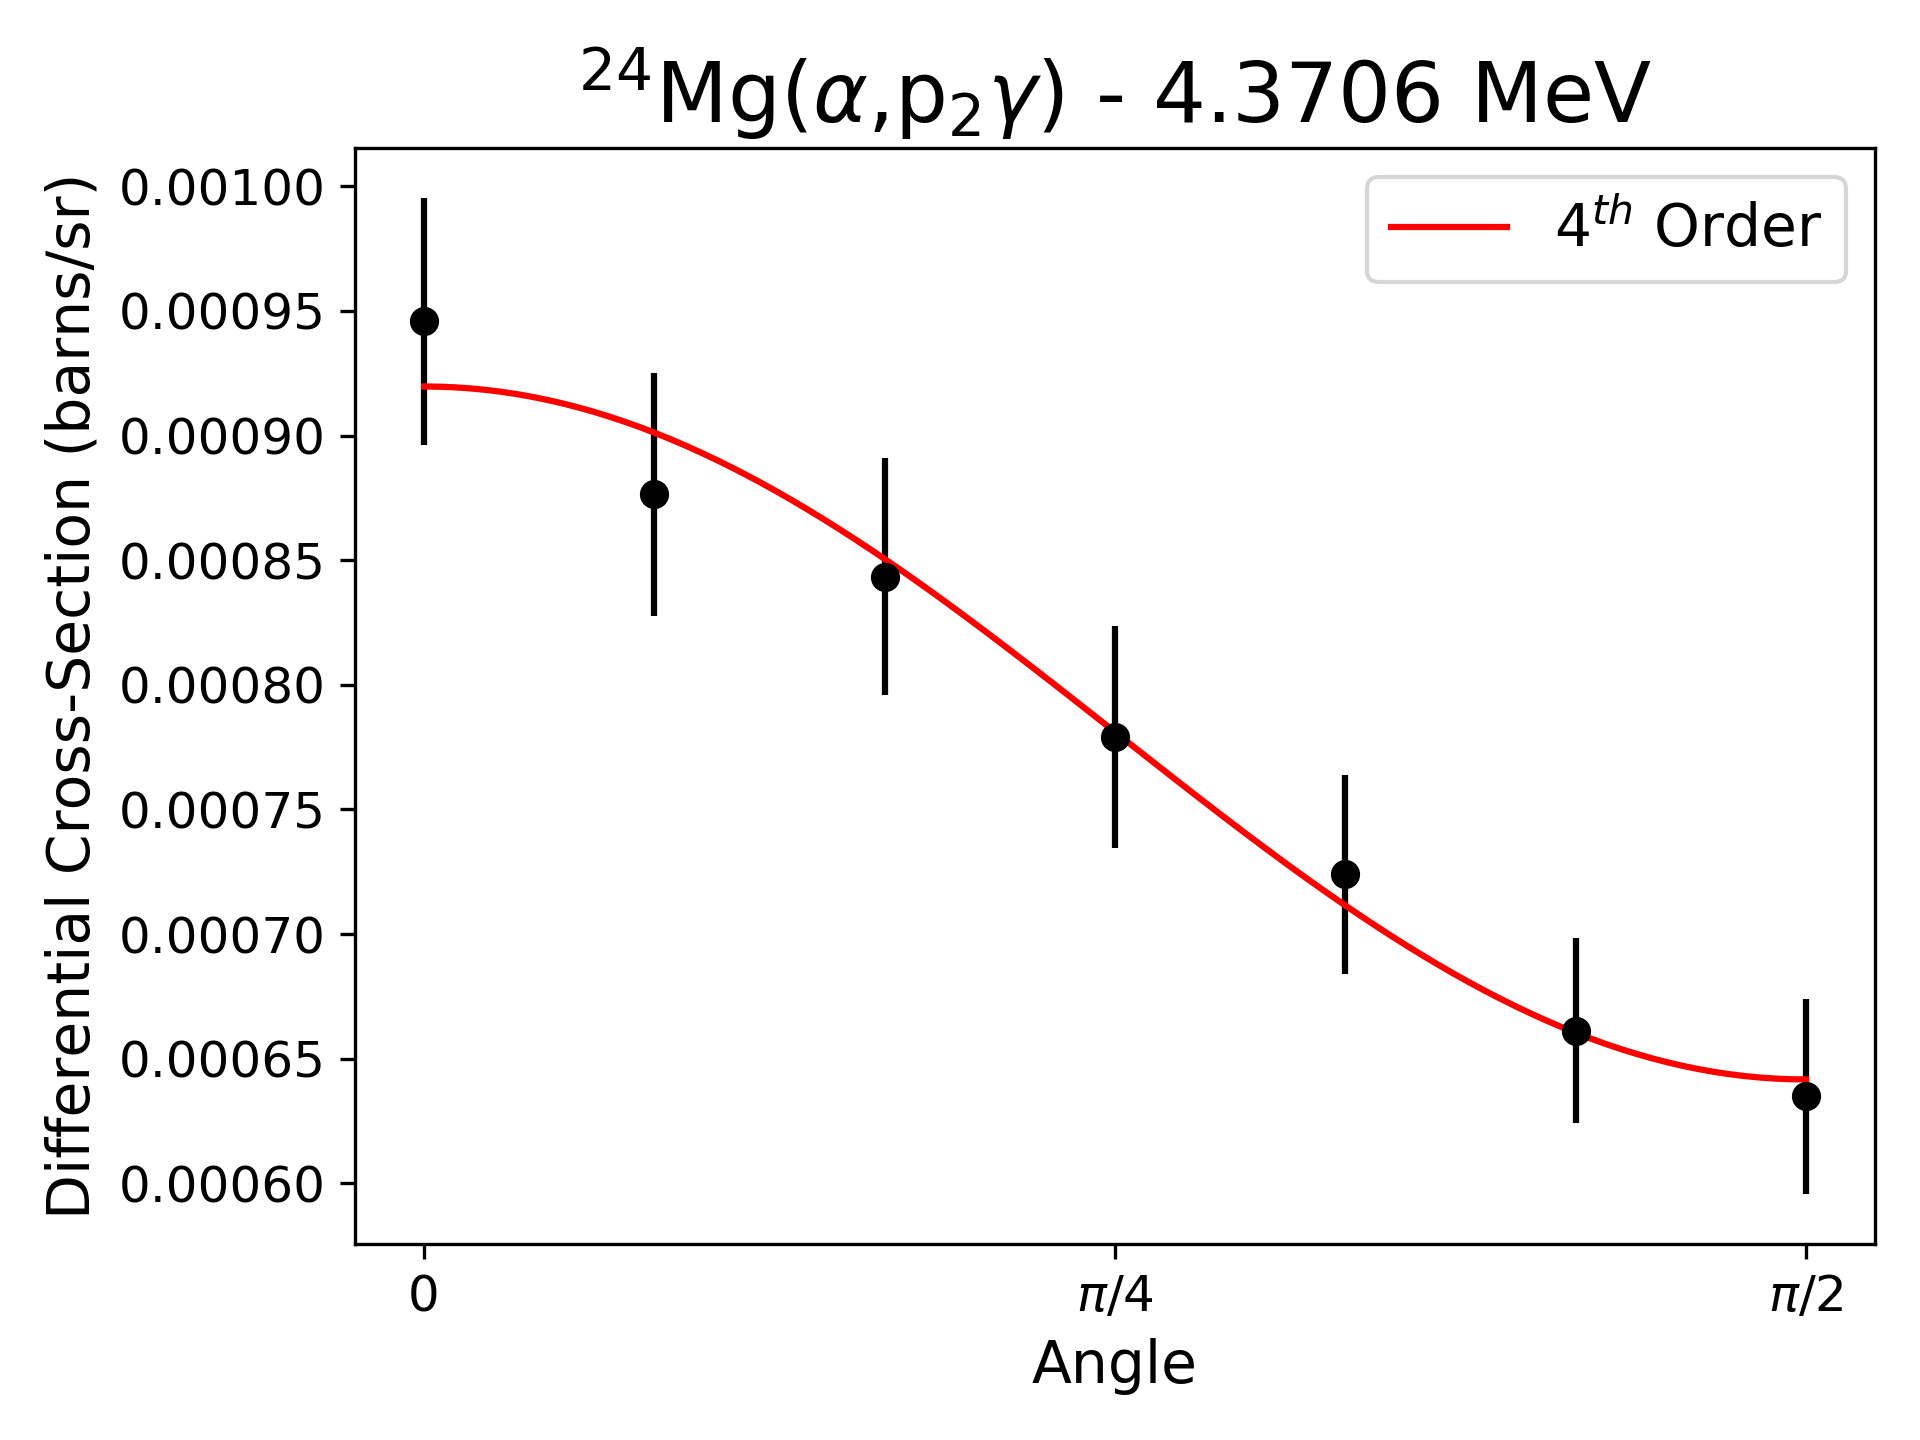 ²⁴Mg(α,p₂γ) - 4.3706 MeV
Differential Cross-Section (barns/sr)
0.00100
0.00095
0.00090
0.00085
0.00080
0.00075
0.00070
0.00065
0.00060
4ᵗʰ Order
0 π/4 π/2
Angle